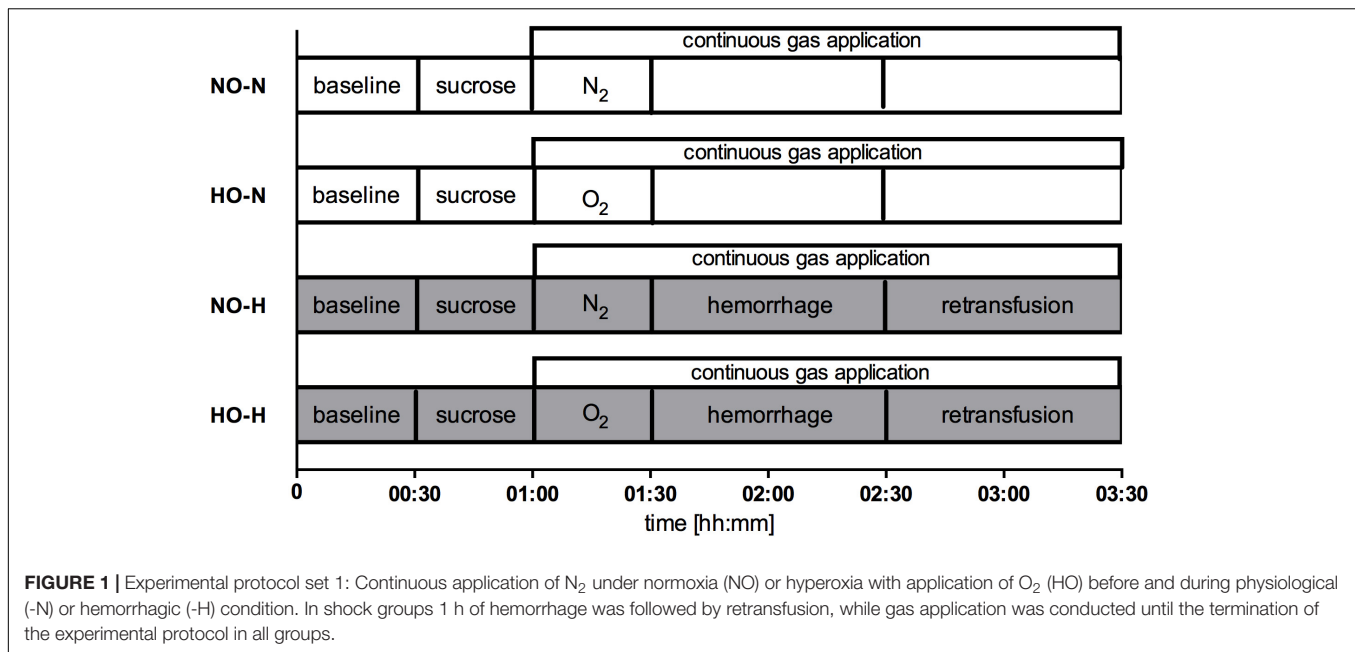 continuous gas application
NO-N baseline sucrose N₂
continuous gas application
HO-N baseline sucrose O₂
continuous gas application
NO-H baseline sucrose N₂ hemorrhage retransfusion
continuous gas application
HO-H baseline sucrose O₂ hemorrhage retransfusion
0 00:30 01:00 01:30 02:00 02:30 03:00 03:30
time [hh:mm]
FIGURE 1 | Experimental protocol set 1: Continuous application of N₂ under normoxia (NO) or hyperoxia with application of O₂ (HO) before and during physiological
(-N) or hemorrhagic (-H) condition. In shock groups 1 h of hemorrhage was followed by retransfusion, while gas application was conducted until the termination of
the experimental protocol in all groups.